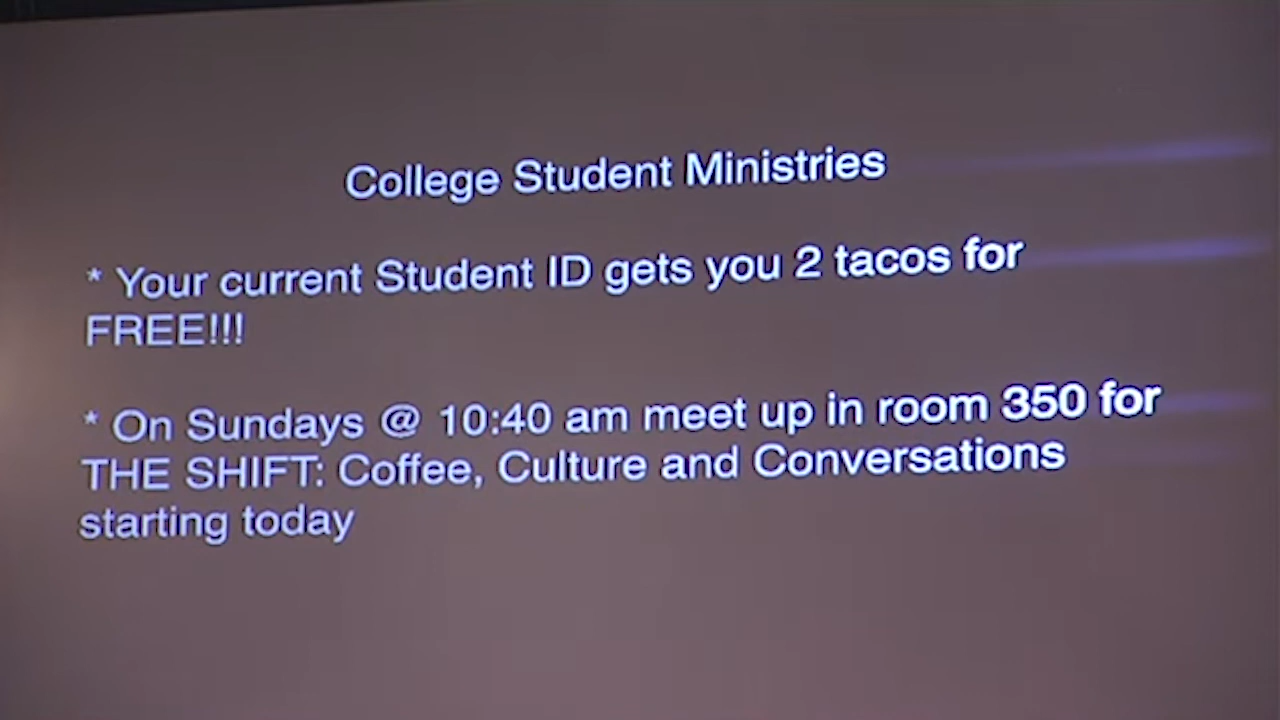 College Student Ministries
* Your current Student ID gets you 2 tacos for
FREE!!!
* On Sundays @ 10:40 am meet up in room 350 for
THE SHIFT: Coffee, Culture and Conversations
starting today